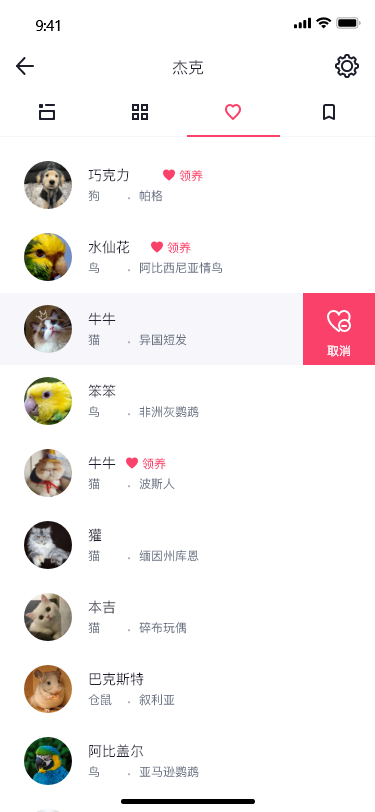 9:41
杰克
巧克力 领养
狗 · 帕格
水仙花 领养
鸟 · 阿比西尼亚情鸟
牛牛
猫 · 异国短发
取消
笨笨
鸟 · 非洲灰鹦鹉
牛牛 领养
猫 · 波斯人
獾
猫 · 缅因州库恩
本吉
猫 · 碎布玩偶
巴克斯特
仓鼠 · 叙利亚
阿比盖尔
鸟 · 亚马逊鹦鹉